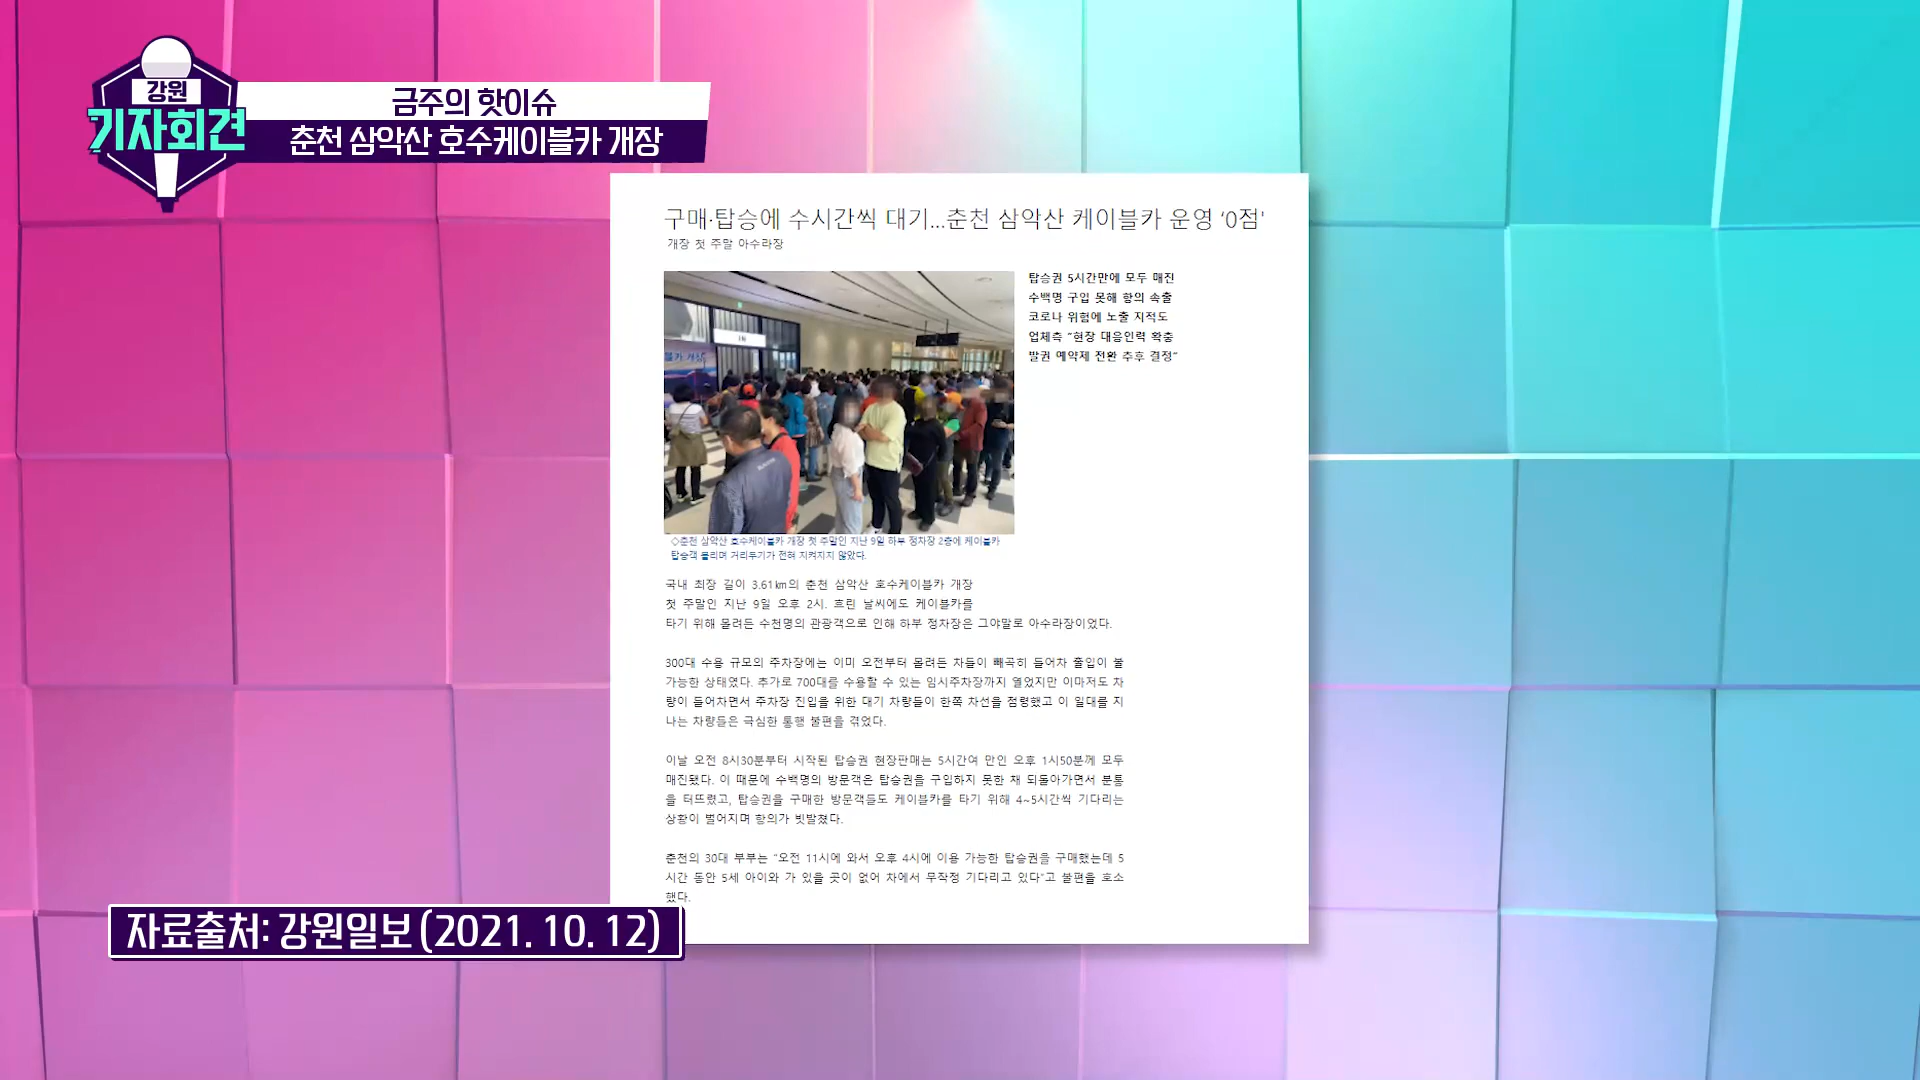 강원
기자회견
금주의 핫이슈
춘천 삼악산 호수케이블카 개장
구매·탑승에 수시간씩 대기...춘천 삼악산 케이블카 운영 ‘0점'
개장 첫 주말 아수라장
탑승권 5시간만에 모두 매진
수백명 구입 못해 항의 속출
코로나 위험에 노출 지적도
업체측 “현장 대응인력 확충
발권 예약제 전환 추후 결정”
◇춘천 삼악산 호수케이블카 개장 첫 주말인 지난 9일 하부 정차장 2층에 케이블카
탑승객 몰리며 거리두기가 전혀 지켜지지 않았다.
국내 최장 길이 3.61㎞의 춘천 삼악산 호수케이블카 개장
첫 주말인 지난 9일 오후 2시. 흐린 날씨에도 케이블카를
타기 위해 몰려든 수천명의 관광객으로 인해 하부 정차장은 그야말로 아수라장이었다.
300대 수용 규모의 주차장에는 이미 오전부터 몰려든 차들이 빼곡히 들어차 출입이 불
가능한 상태였다. 추가로 700대를 수용할 수 있는 임시주차장까지 열었지만 이마저도 차
량이 들어차면서 주차장 진입을 위한 대기 차량들이 한쪽 차선을 점령했고 이 일대를 지
나는 차량들은 극심한 통행 불편을 겪었다.
이날 오전 8시30분부터 시작된 탑승권 현장판매는 5시간여 만인 오후 1시50분께 모두
매진됐다. 이 때문에 수백명의 방문객은 탑승권을 구입하지 못한 채 되돌아가면서 분통
을 터뜨렸고, 탑승권을 구매한 방문객들도 케이블카를 타기 위해 4~5시간씩 기다리는
상황이 벌어지며 항의가 빗발쳤다.
춘천의 30대 부부는 “오전 11시에 와서 오후 4시에 이용 가능한 탑승권을 구매했는데 5
시간 동안 5세 아이와 가 있을 곳이 없어 차에서 무작정 기다리고 있다”고 불편을 호소
했다.
자료출처: 강원일보 (2021. 10. 12)